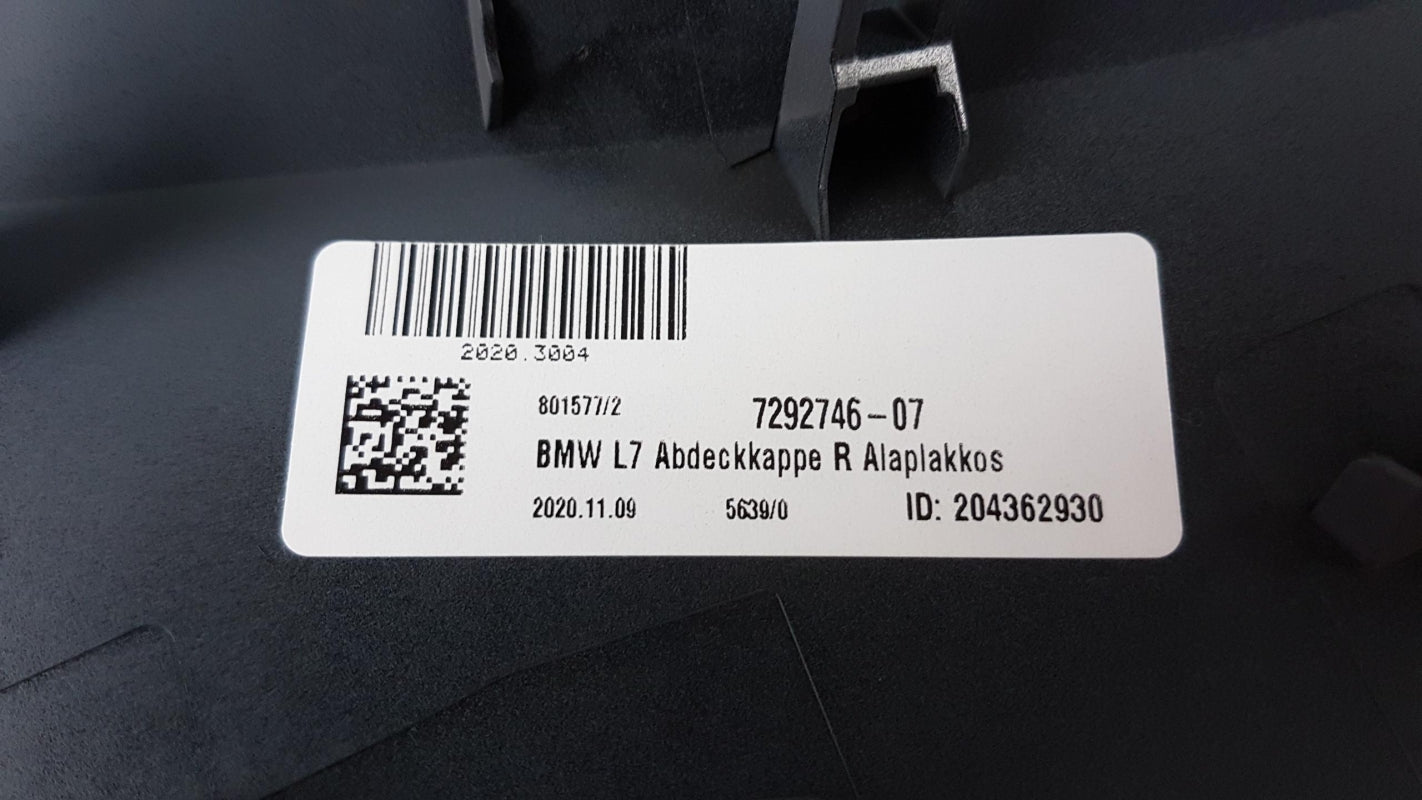 2020.3004
801577/2 7292746-07
BMW L7 Abdeckkappe R Alaplakkos
2020.11.09 5639/0 ID: 204362930